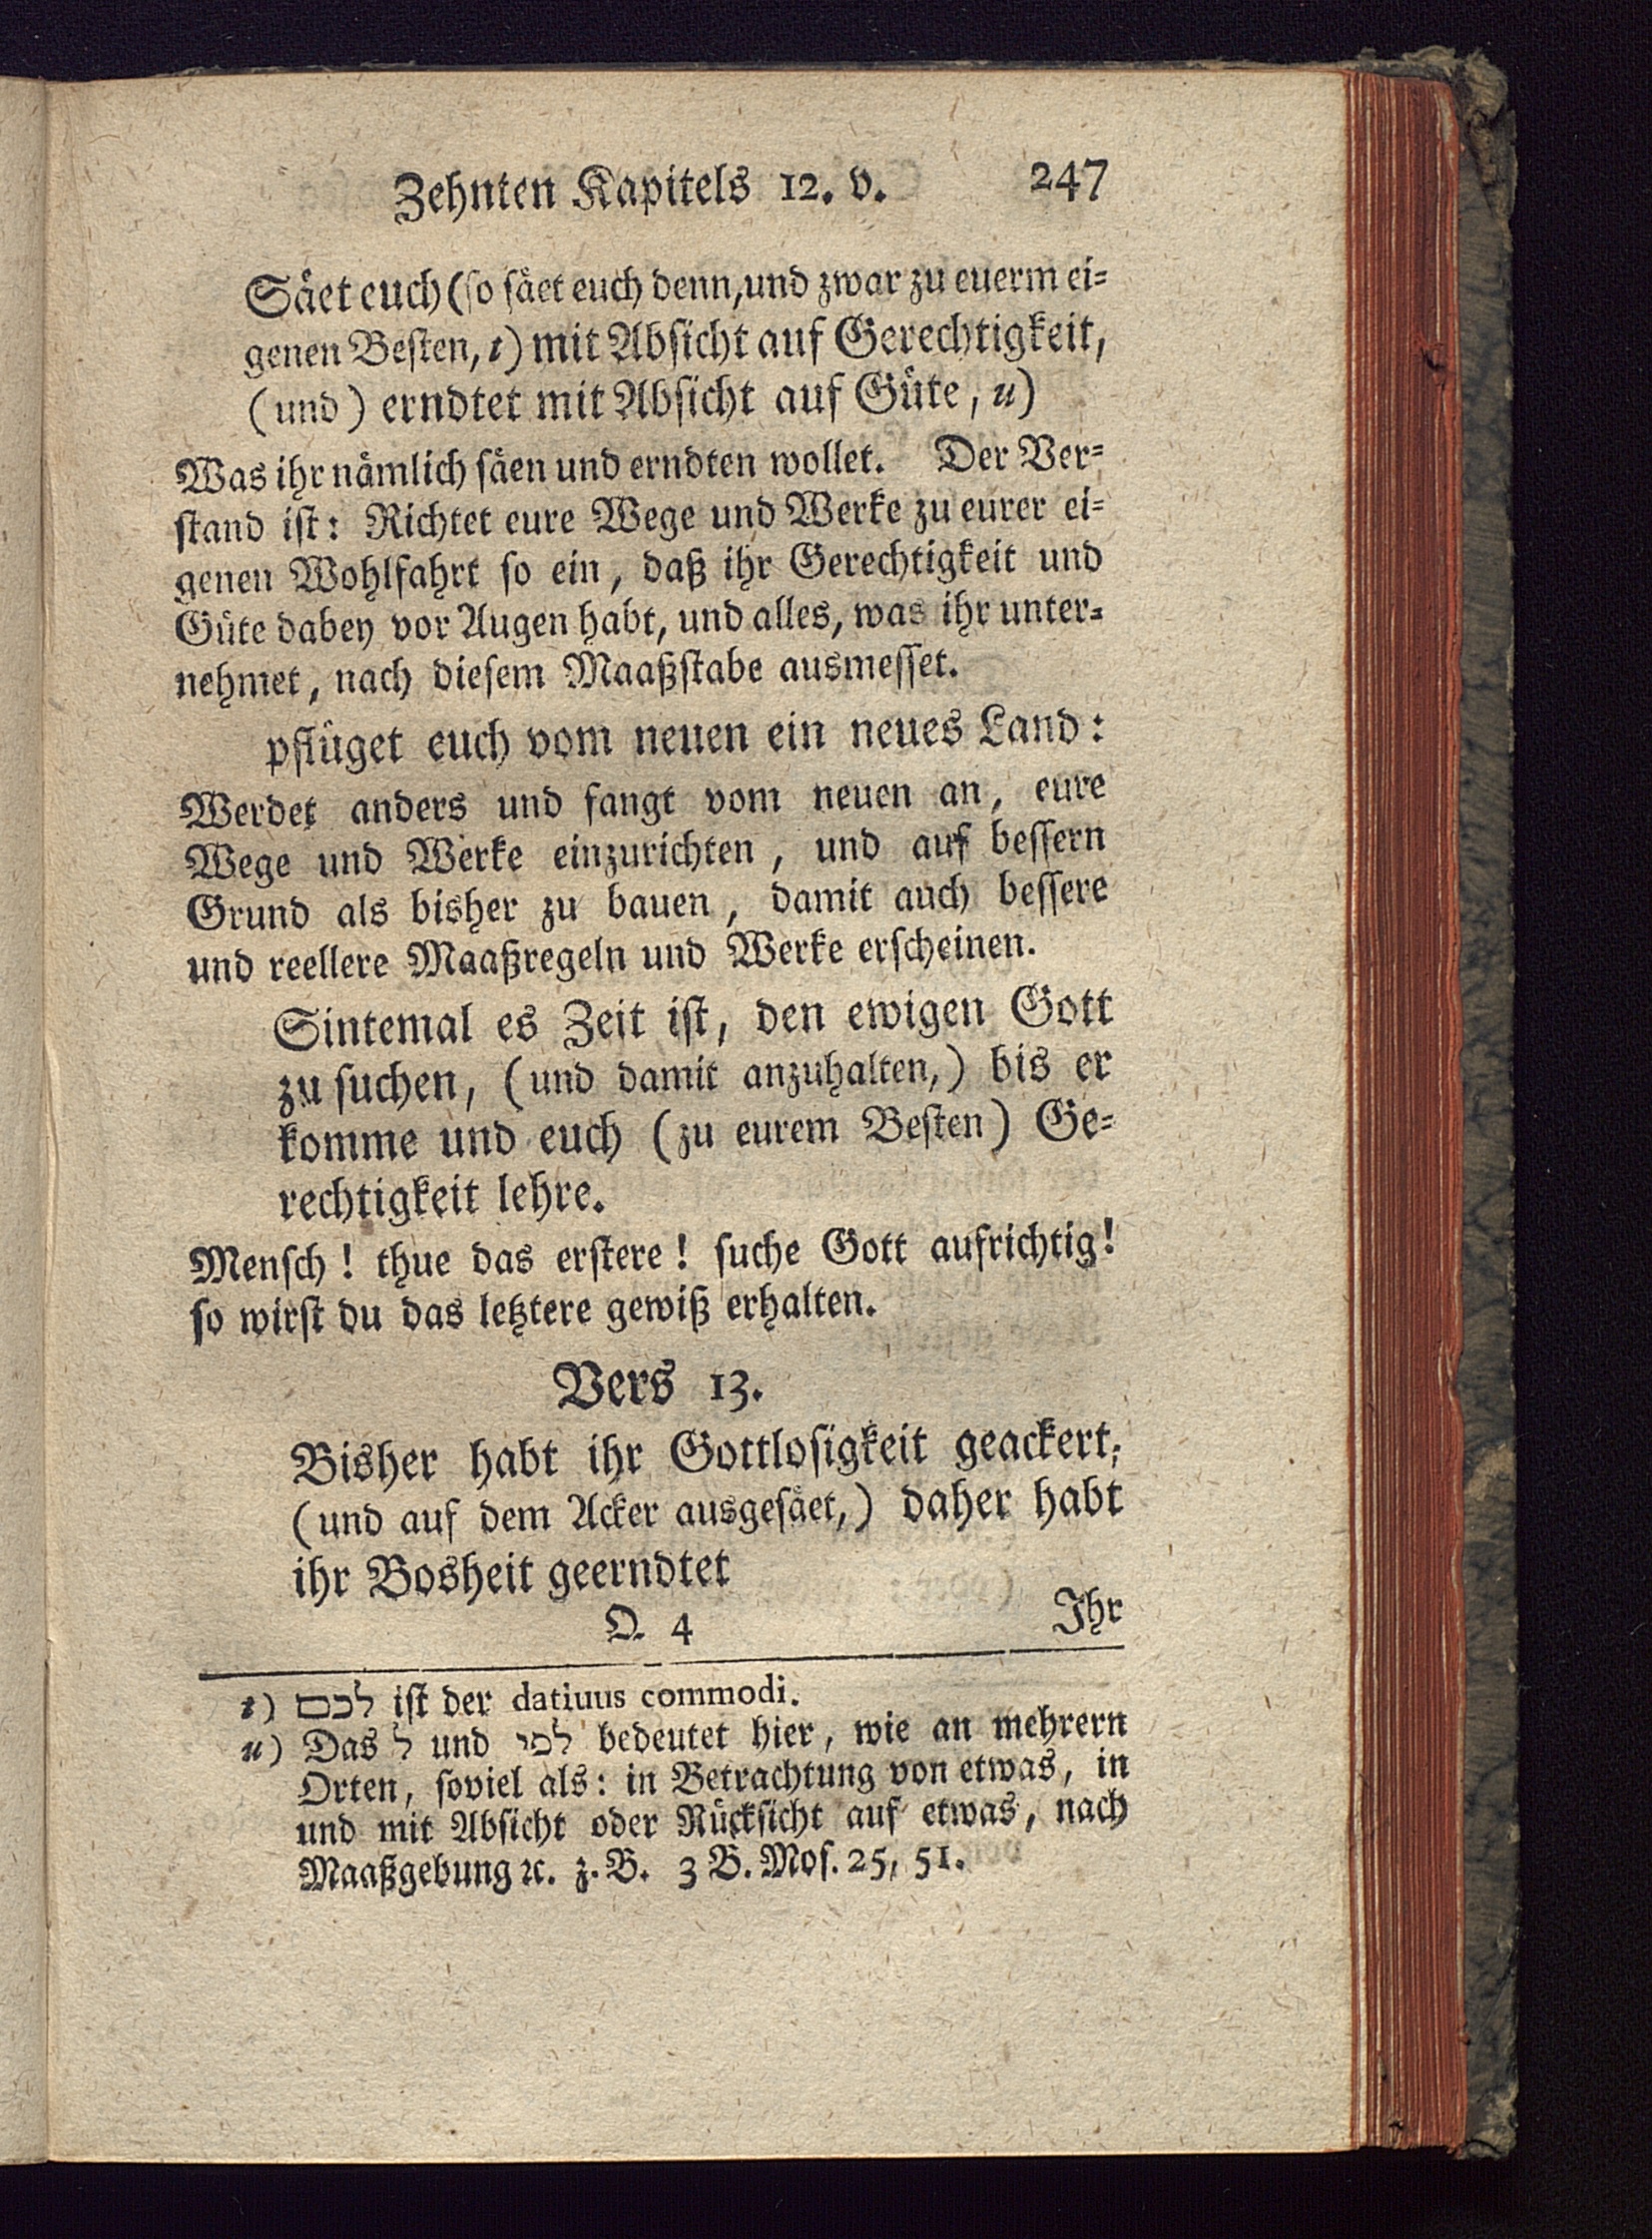 Zehnten Kapitels 12. v. 247
Säet euch (so säet euch denn, und zwar zu euerm ei-
genen Besten, t) mit Absicht auf Gerechtigkeit,
(und) erndtet mit Absicht auf Güte, u)
Was ihr nämlich säen und erndten wollet. Der Ver-
stand ist: Richtet eure Wege und Werke zu eurer ei-
genen Wohlfahrt so ein, daß ihr Gerechtigkeit und
Güte dabey vor Augen habt, und alles, was ihr unter-
nehmet, nach diesem Maaßstabe ausmesset.
pflüget euch vom neuen ein neues Land:
Werdet anders und fangt vom neuen an, eure
Wege und Werke einzurichten, und auf bessern
Grund als bisher zu bauen, damit auch bessere
und reellere Maaßregeln und Werke erscheinen.
Sintemal es Zeit ist, den ewigen Gott
zu suchen, (und damit anzuhalten,) bis er
komme und euch (zu eurem Besten) Ge-
rechtigkeit lehre.
Mensch! thue das erstere! suche Gott aufrichtig!
so wirst du das letztere gewiß erhalten.
Vers 13.
Bisher habt ihr Gottlosigkeit geackert,
(und auf dem Acker ausgesäet,) daher habt
ihr Bosheit geerndtet
Q 4 Ihr
t) לכם ist der datiuus commodi.
u) Das ל und לפי bedeutet hier, wie an mehrern
Orten, soviel als: in Betrachtung von etwas, in
und mit Absicht oder Rücksicht auf etwas, nach
Maaßgebung ꝛc. z. B. 3 B. Mos. 25, 51.